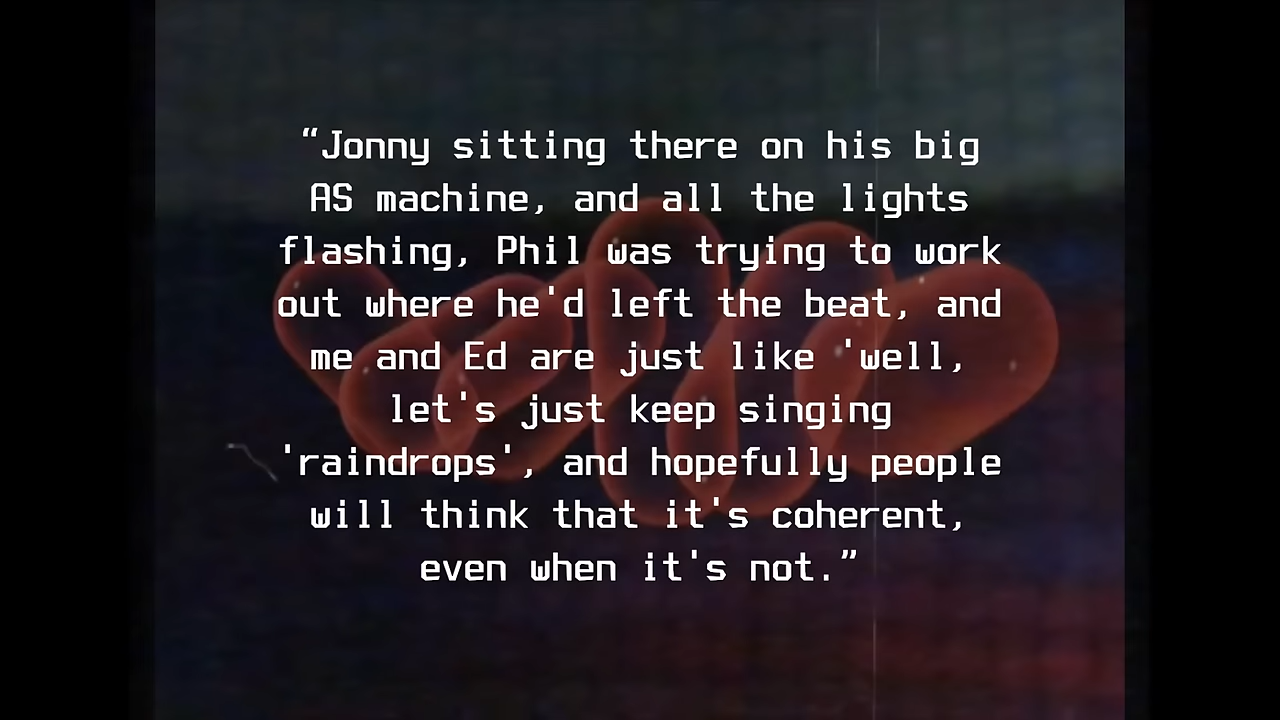 “Jonny sitting there on his big
AS machine, and all the lights
flashing, Phil was trying to work
out where he'd left the beat, and
me and Ed are just like 'well,
let's just keep singing
'raindrops', and hopefully people
will think that it's coherent,
even when it's not.”